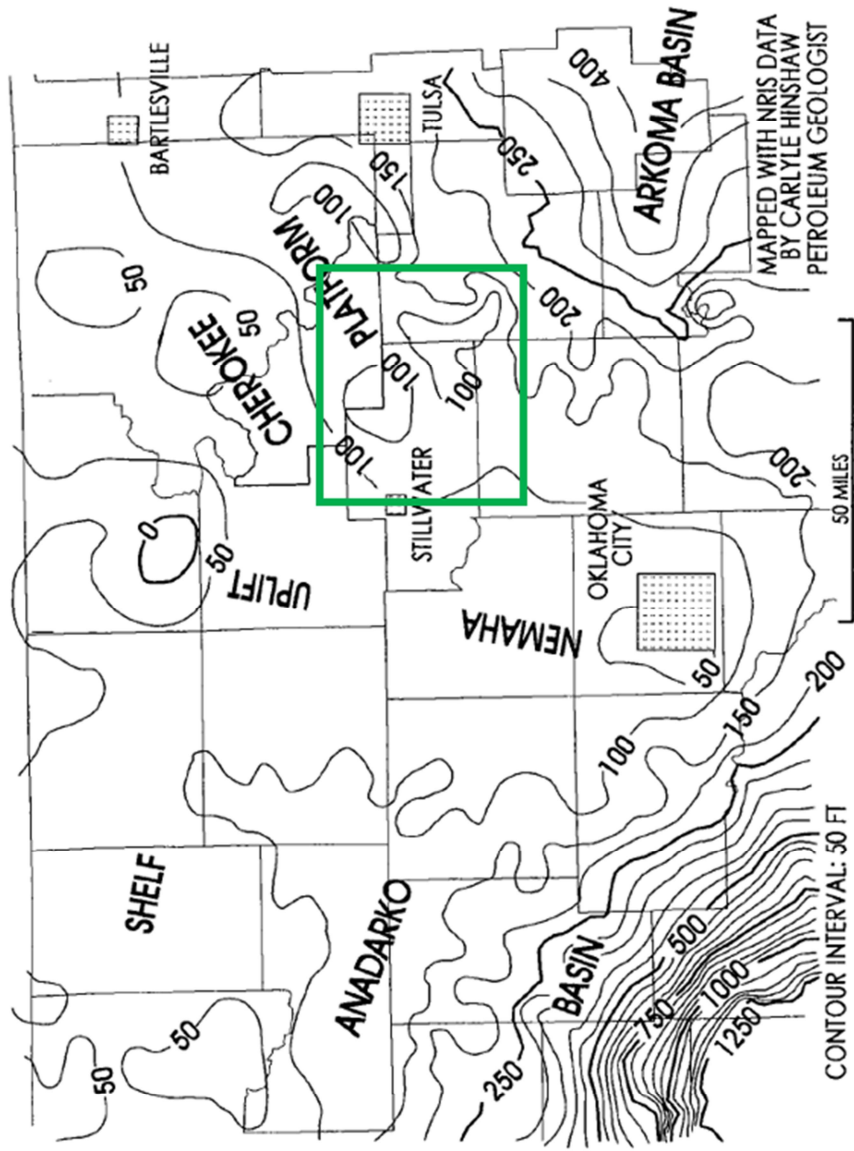 BARTLESVILLE
TULSA
400
ARKOMA BASIN
MAPPED WITH NRIS DATA
BY CARLYLE HINSHAW
PETROLEUM GEOLOGIST
250
150
100
50
PLATFORM
50
CHEROKEE
200
100
100
100
STILLWATER
200
50 MILES
0
50
UPLIFT
OKLAHOMA
CITY
NEMAHA
50
200
150
100
SHELF
ANADARKO
BASIN
500
750
1000
1250
250
50
50
CONTOUR INTERVAL: 50 FT